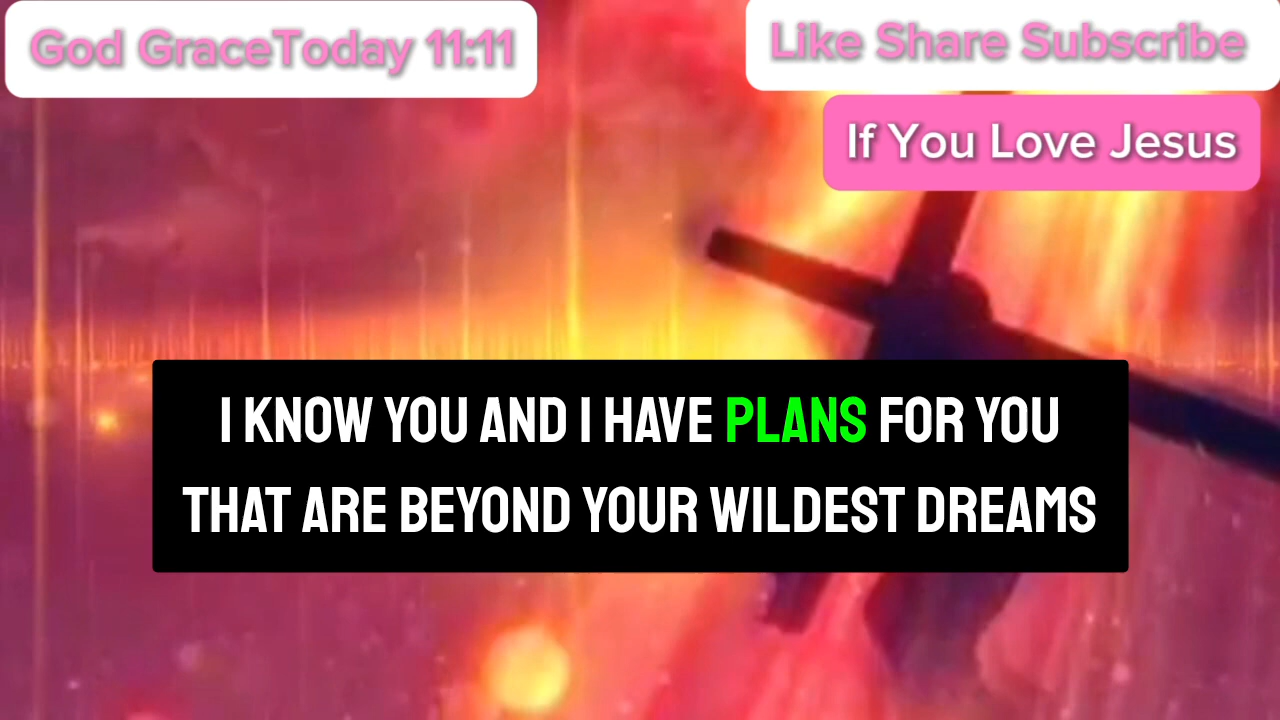 God GraceToday 11:11
Like Share Subscribe
If You Love Jesus
I KNOW YOU AND I HAVE PLANS FOR YOU
THAT ARE BEYOND YOUR WILDEST DREAMS